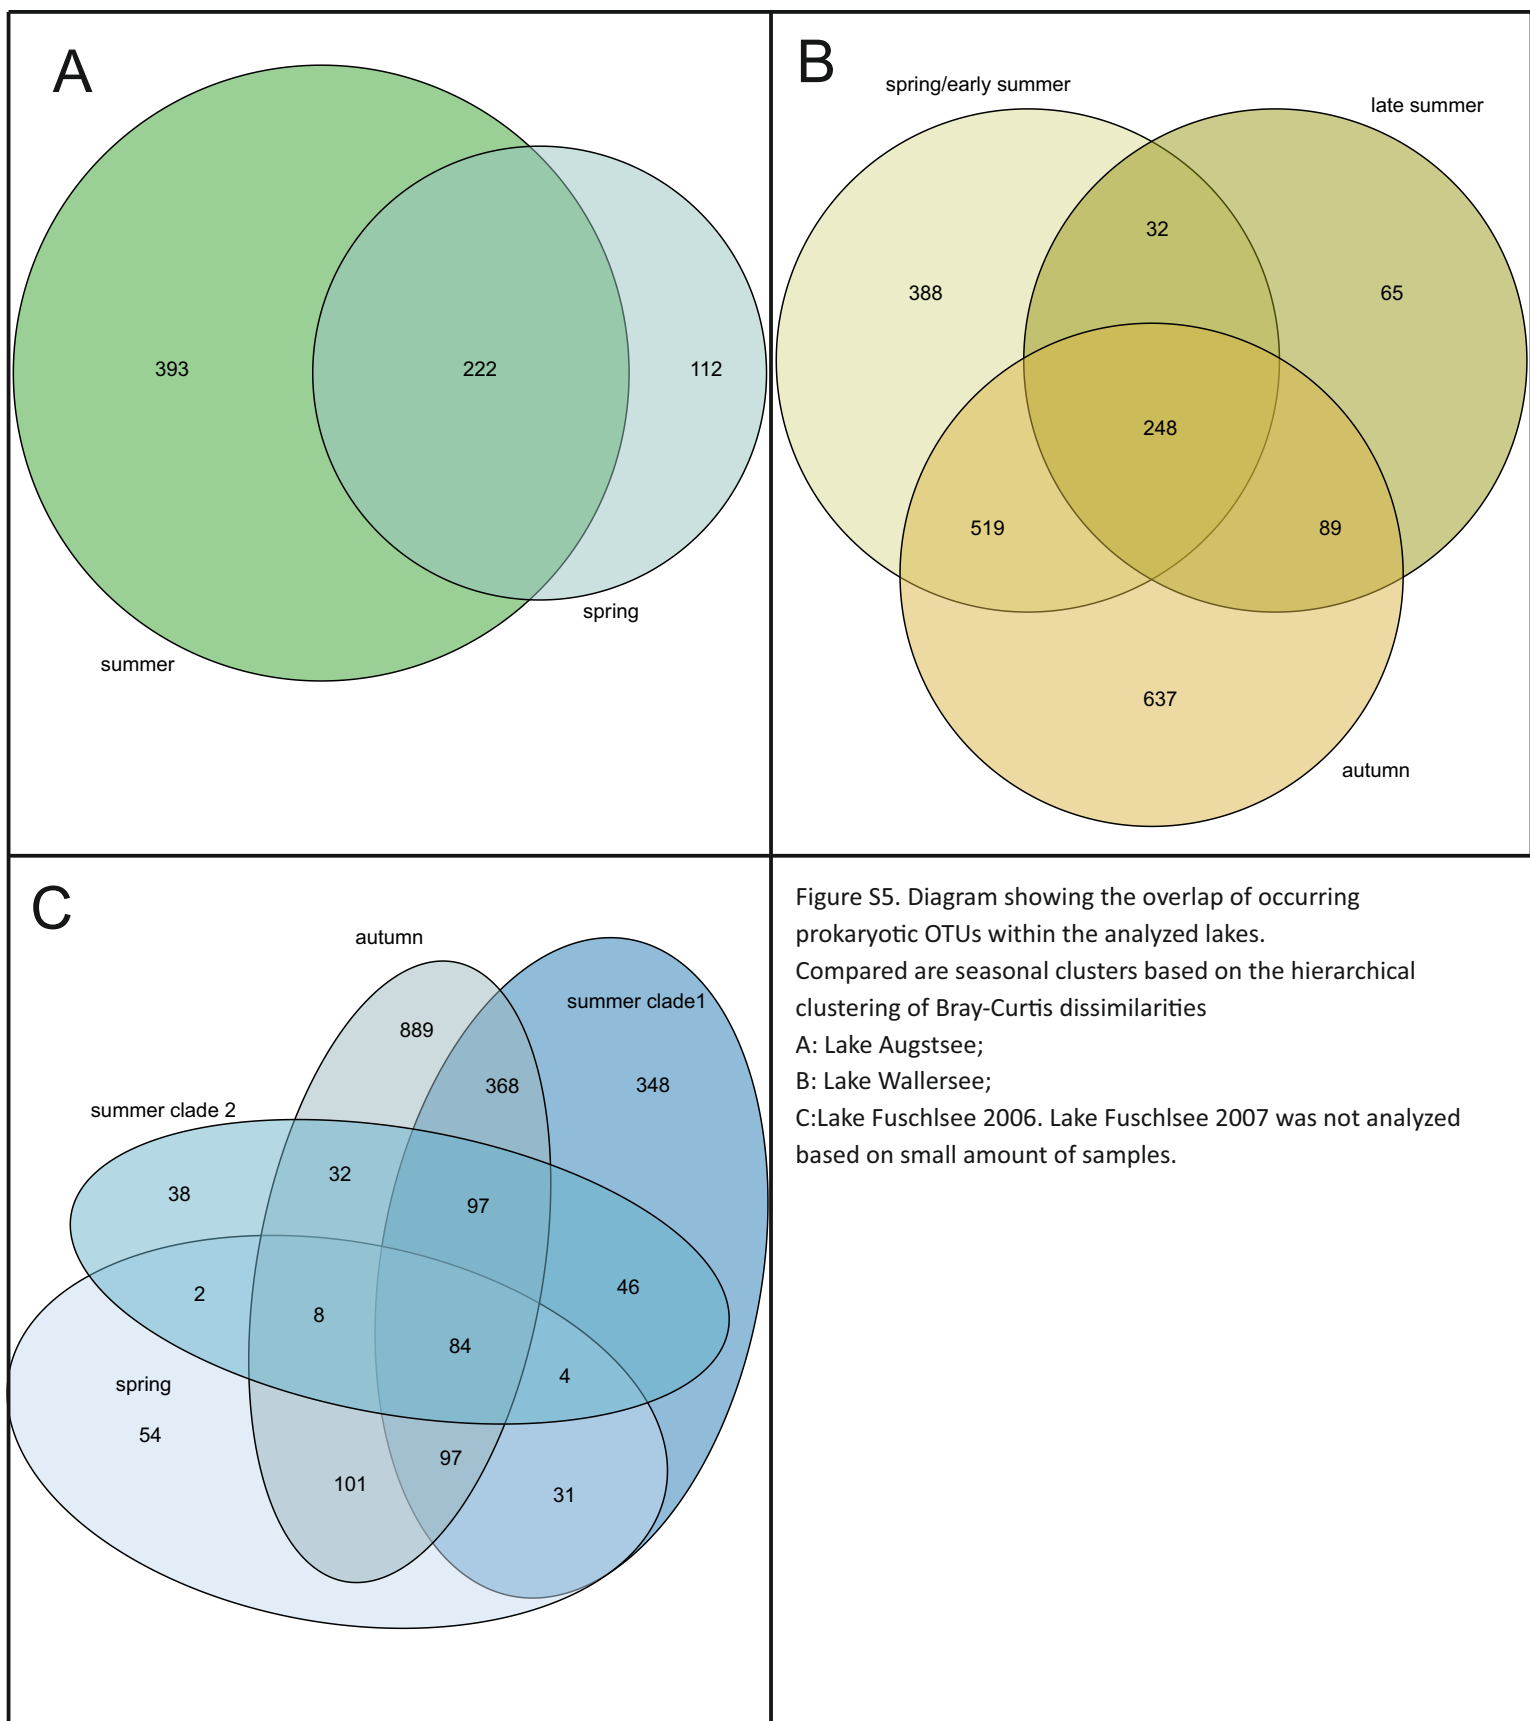 A
393
222
112
spring
summer
B
spring/early summer
late summer
32
388
65
248
519
89
637
autumn
C
autumn
summer clade1
889
368
348
summer clade 2
32
38
97
46
2
8
84
4
spring
54
97
101
31
Figure S5. Diagram showing the overlap of occurring
prokaryotic OTUs within the analyzed lakes.
Compared are seasonal clusters based on the hierarchical
clustering of Bray-Curtis dissimilarities
A: Lake Augstsee;
B: Lake Wallersee;
C:Lake Fuschlsee 2006. Lake Fuschlsee 2007 was not analyzed
based on small amount of samples.